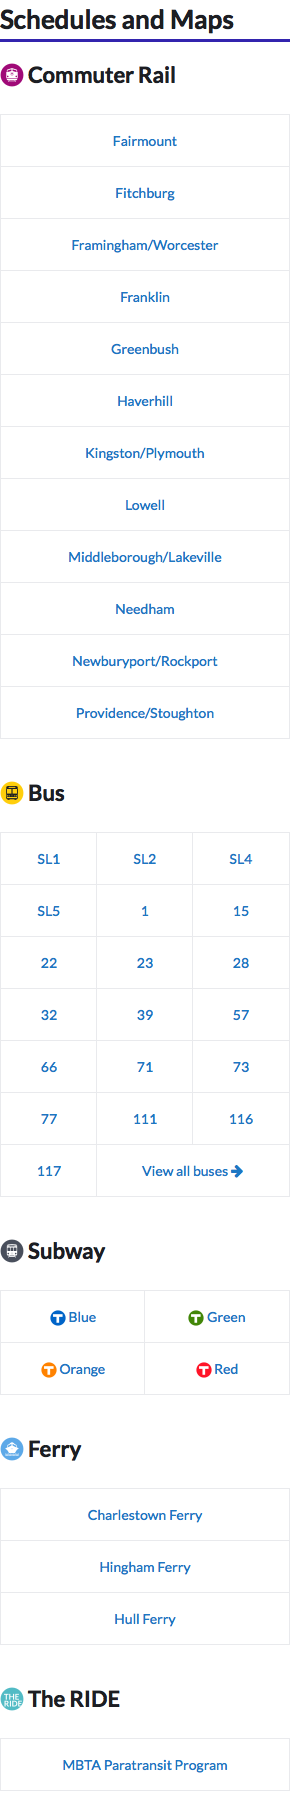 Schedules and Maps
Commuter Rail
Fairmount
Fitchburg
Framingham/Worcester
Franklin
Greenbush
Haverhill
Kingston/Plymouth
Lowell
Middleborough/Lakeville
Needham
Newburyport/Rockport
Providence/Stoughton
Bus
SL1 SL2 SL4
SL5 1 15
22 23 28
32 39 57
66 71 73
77 111 116
117 View all buses
Subway
T Blue T Green
T Orange T Red
Ferry
Charlestown Ferry
Hingham Ferry
Hull Ferry
THE RIDE The RIDE
MBTA Paratransit Program